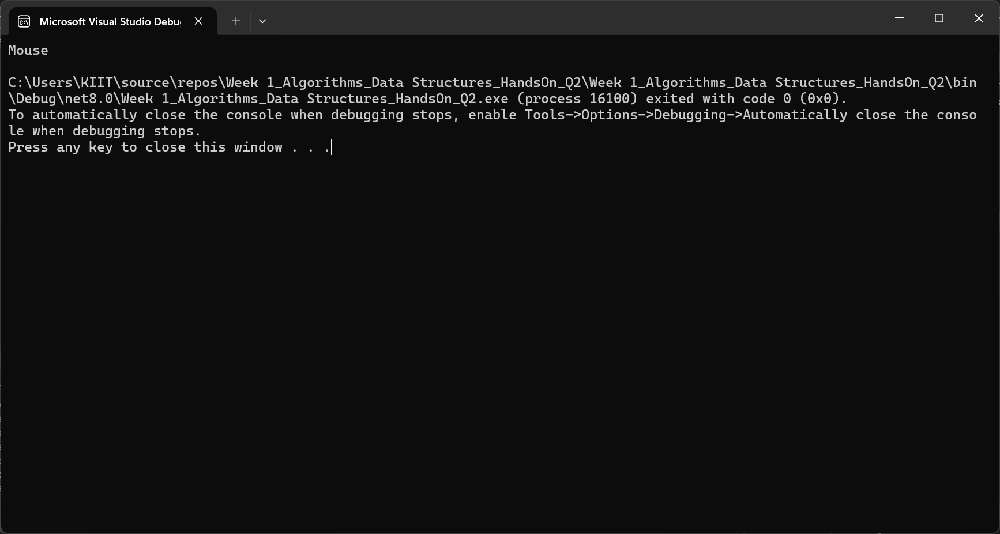 Microsoft Visual Studio Debu
Mouse
C:\Users\KIIT\source\repos\Week 1_Algorithms_Data Structures_HandsOn_Q2\Week 1_Algorithms_Data Structures_HandsOn_Q2\bin
\Debug\net8.0\Week 1_Algorithms_Data Structures_HandsOn_Q2.exe (process 16100) exited with code 0 (0x0).
To automatically close the console when debugging stops, enable Tools->Options->Debugging->Automatically close the conso
le when debugging stops.
Press any key to close this window . . .